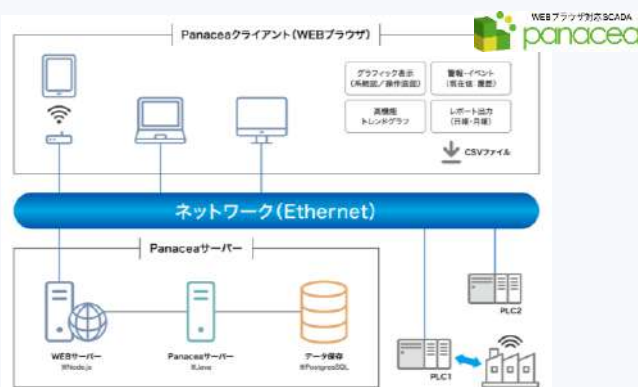 WEBブラウザ対応SCADA
panacea
Panaceaクライアント(WEBブラウザ)
グラフィック表示
(系統図/操作画面)
警報・イベント
(現在値 履歴)
高機能
トレンドグラフ
レポート出力
(日報・月報)
CSVファイル
ネットワーク(Ethernet)
Panaceaサーバー
WEBサーバー
※Node.js
Panaceaサーバー
※Java
データ保存
※PostgreSQL
PLC2
PLC1